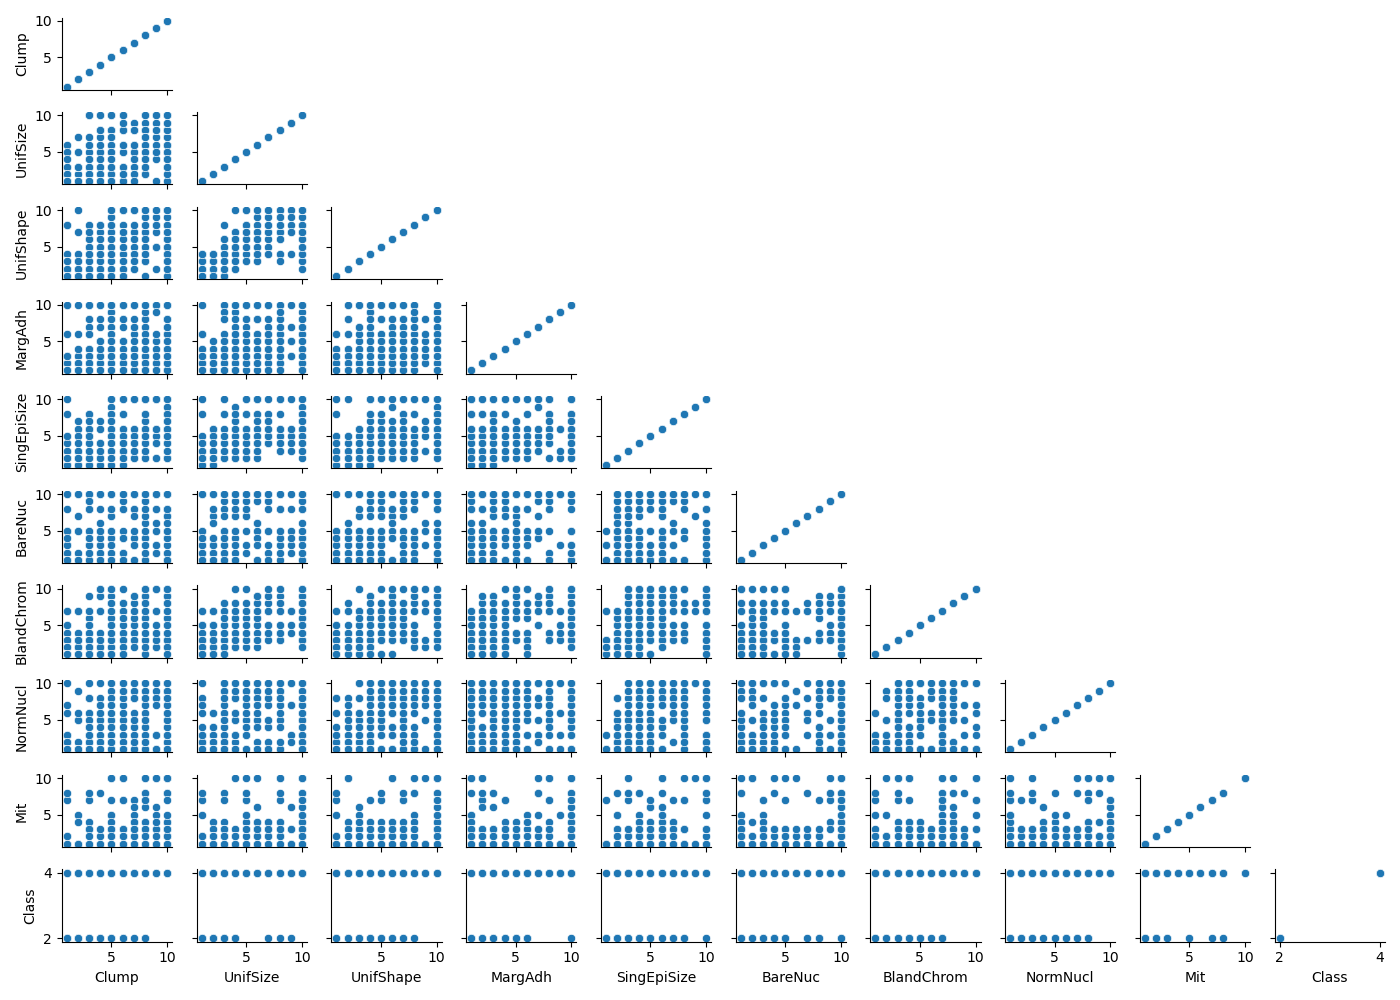 10
5
Clump
10
5
UnifSize
10
5
UnifShape
10
5
MargAdh
10
5
SingEpiSize
10
5
BareNuc
10
5
BlandChrom
10
5
NormNucl
10
5
Mit
4
2
Class
5 10 5 10 5 10 5 10 5 10 5 10 5 10 5 10 5 10 2 4
Clump UnifSize UnifShape MargAdh SingEpiSize BareNuc BlandChrom NormNucl Mit Class